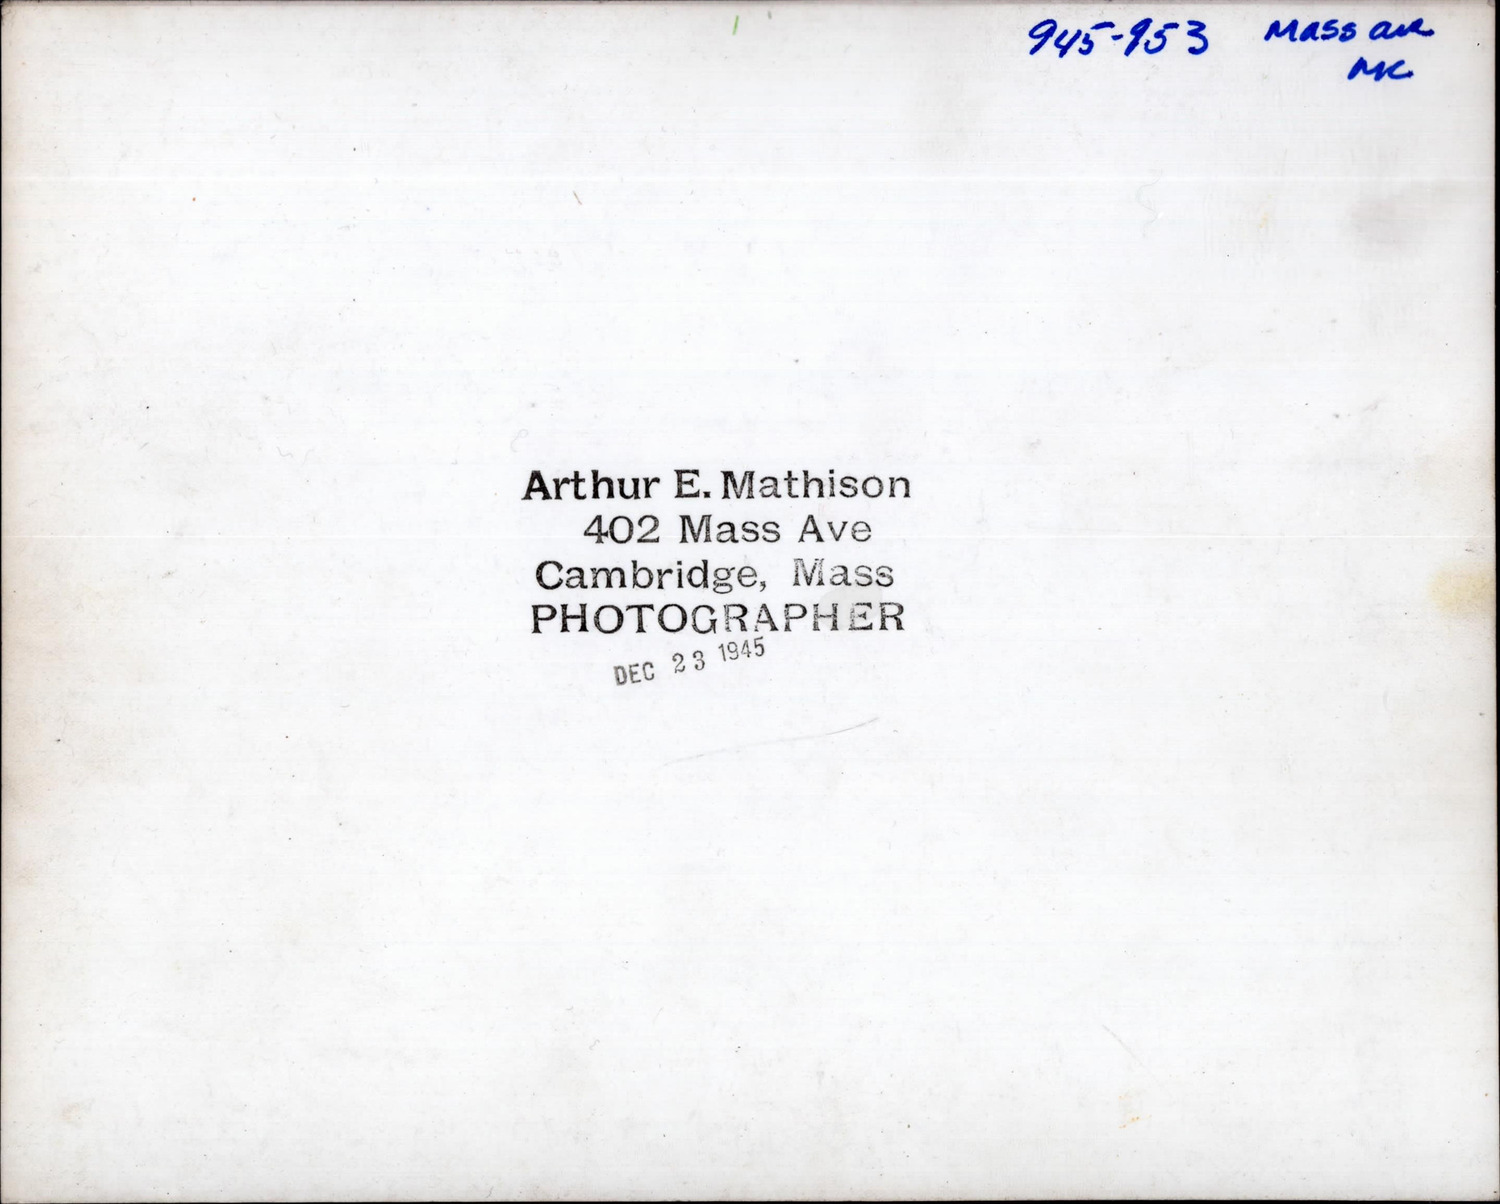 945-953 Mass ave
MC
Arthur E. Mathison
402 Mass Ave
Cambridge, Mass
PHOTOGRAPHER
DEC 23 1945